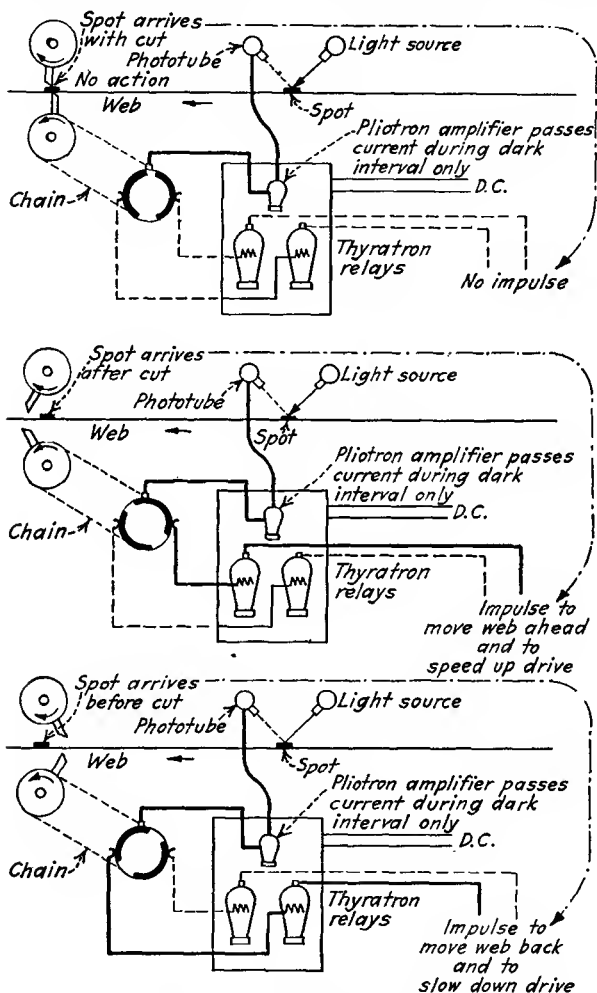 Spot arrives
with cut
Phototube
Light source
No action
Web
Spot
Pliotron amplifier passes
current during dark
interval only
D.C.
Chain
Thyratron
relays
No impulse
Spot arrives
after cut
Phototube
Light source
Web
Spot
Pliotron amplifier passes
current during dark
interval only
D.C.
Chain
Thyratron
relays
Impulse to
move web ahead
and to
speed up drive
Spot arrives
before cut
Phototube
Light source
Web
Spot
Pliotron amplifier passes
current during dark
interval only
D.C.
Chain
Thyratron
relays
Impulse to
move web back
and to
slow down drive